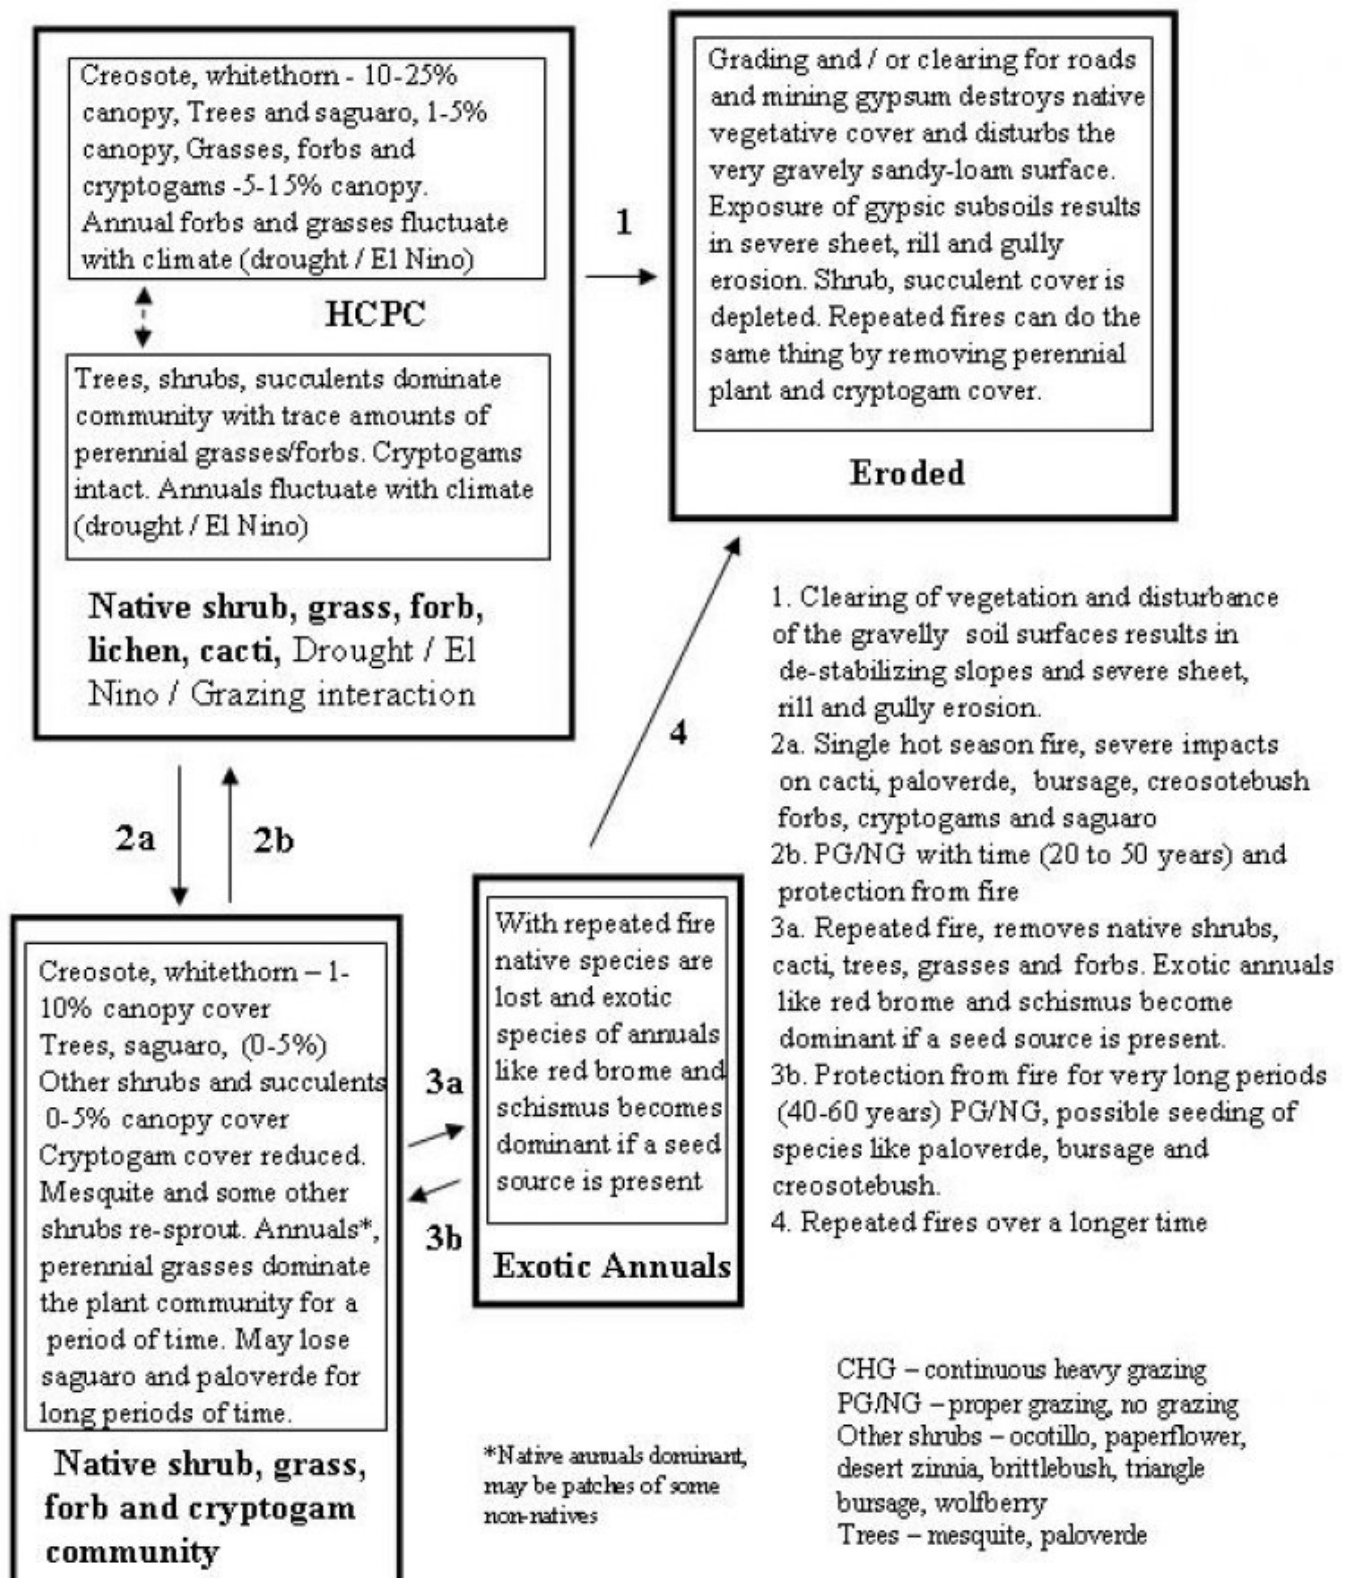 Creosote, whitethorn - 10-25%
canopy, Trees and saguaro, 1-5%
canopy, Grasses, forbs and
cryptogams -5-15% canopy.
Annual forbs and grasses fluctuate
with climate (drought / El Nino)
HCPC
Trees, shrubs, succulents dominate
community with trace amounts of
perennial grasses/forbs. Cryptogams
intact. Annuals fluctuate with climate
(drought / El Nino)
Native shrub, grass, forb,
lichen, cacti, Drought / El
Nino / Grazing interaction
1
Grading and / or clearing for roads
and mining gypsum destroys native
vegetative cover and disturbs the
very gravely sandy-loam surface.
Exposure of gypsic subsoils results
in severe sheet, rill and gully
erosion. Shrub, succulent cover is
depleted. Repeated fires can do the
same thing by removing perennial
plant and cryptogam cover.
Eroded
2a
2b
4
Creosote, whitethorn – 1-
10% canopy cover
Trees, saguaro, (0-5%)
Other shrubs and succulents
0-5% canopy cover
Cryptogam cover reduced.
Mesquite and some other
shrubs re-sprout. Annuals*,
perennial grasses dominate
the plant community for a
period of time. May lose
saguaro and paloverde for
long periods of time.
Native shrub, grass,
forb and cryptogam
community
3a
3b
With repeated fire
native species are
lost and exotic
species of annuals
like red brome and
schismus becomes
dominant if a seed
source is present
Exotic Annuals
1. Clearing of vegetation and disturbance
of the gravelly soil surfaces results in
de-stabilizing slopes and severe sheet,
rill and gully erosion.
2a. Single hot season fire, severe impacts
on cacti, paloverde, bursage, creosotebush
forbs, cryptogams and saguaro
2b. PG/NG with time (20 to 50 years) and
protection from fire
3a. Repeated fire, removes native shrubs,
cacti, trees, grasses and forbs. Exotic annuals
like red brome and schismus become
dominant if a seed source is present.
3b. Protection from fire for very long periods
(40-60 years) PG/NG, possible seeding of
species like paloverde, bursage and
creosotebush.
4. Repeated fires over a longer time
*Native annuals dominant,
may be patches of some
non-natives
CHG – continuous heavy grazing
PG/NG – proper grazing, no grazing
Other shrubs – ocotillo, paperflower,
desert zinnia, brittlebush, triangle
bursage, wolfberry
Trees – mesquite, paloverde